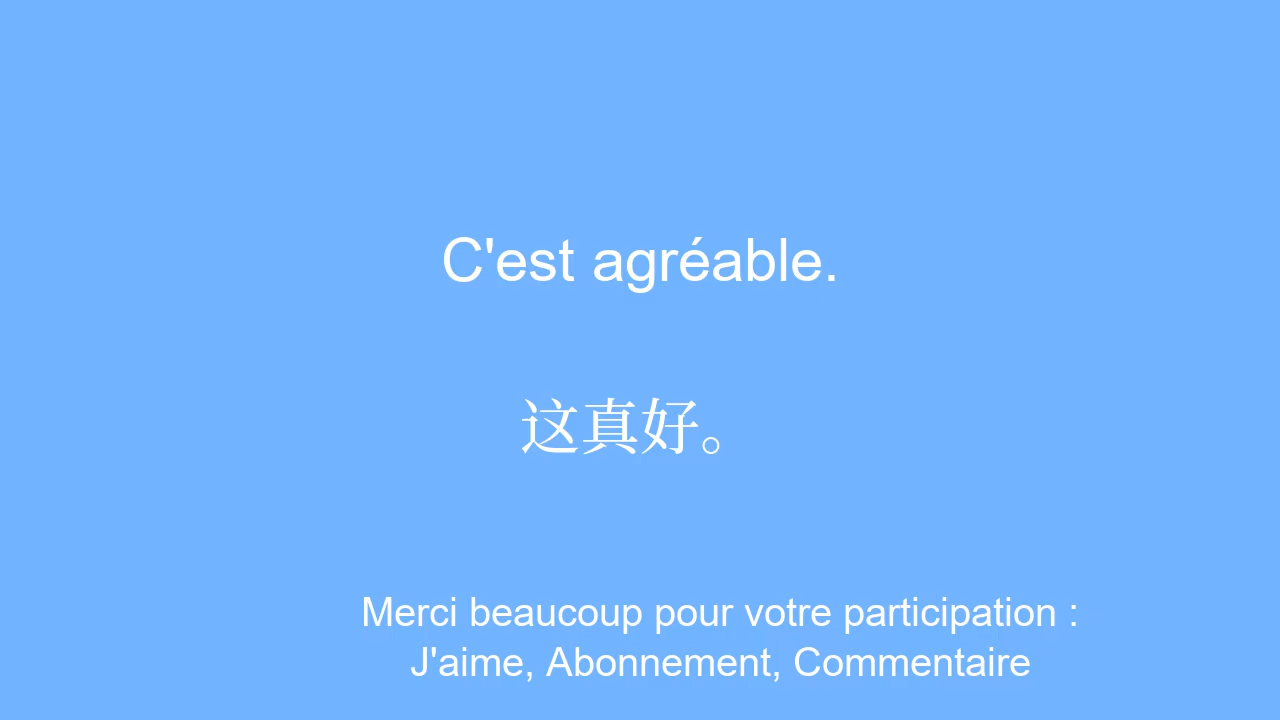 C'est agréable.
这真好。
Merci beaucoup pour votre participation :
J'aime, Abonnement, Commentaire